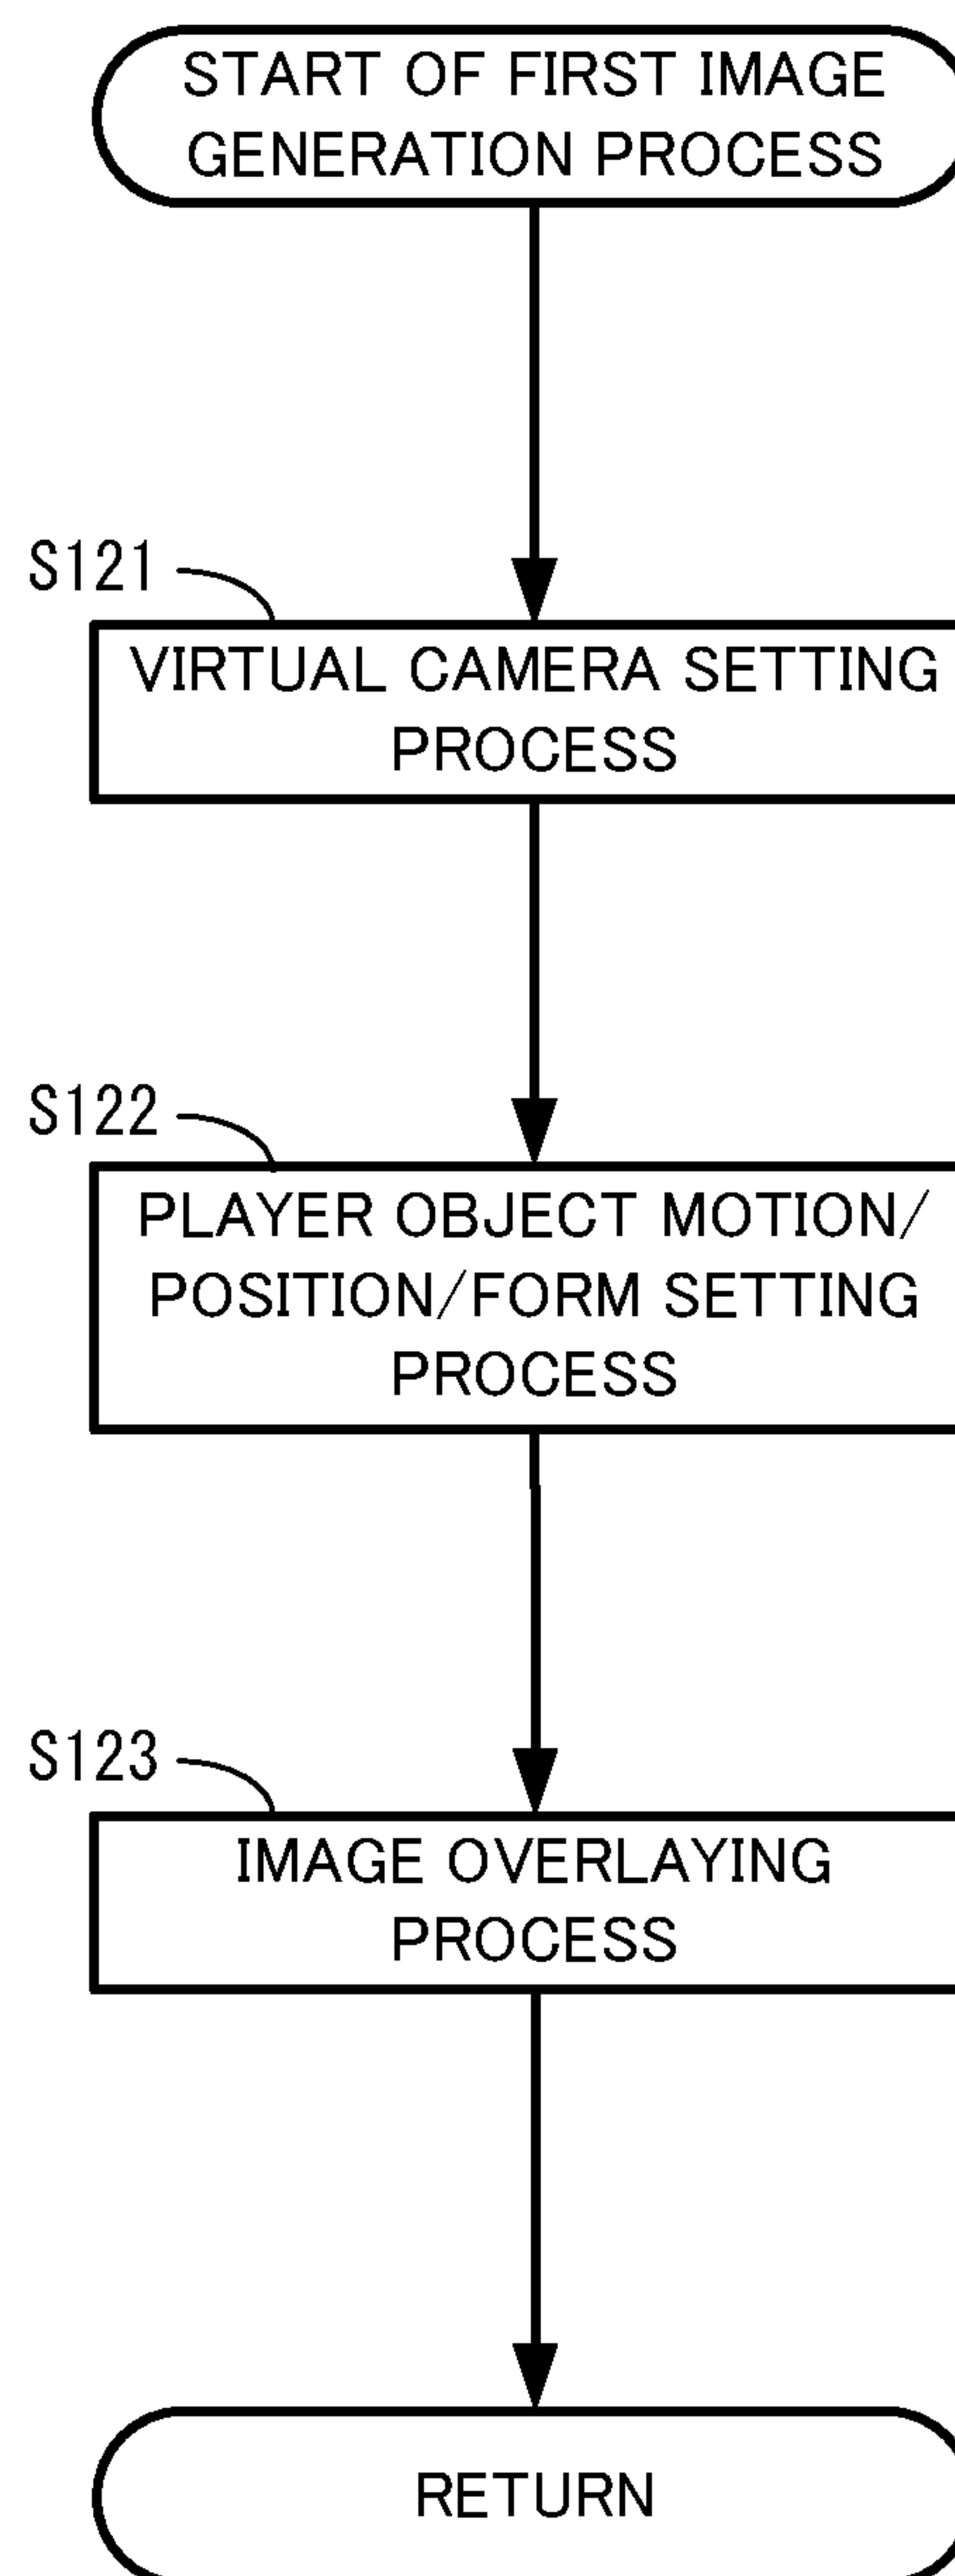 START OF FIRST IMAGE
GENERATION PROCESS
S121
VIRTUAL CAMERA SETTING
PROCESS
S122
PLAYER OBJECT MOTION/
POSITION/FORM SETTING
PROCESS
S123
IMAGE OVERLAYING
PROCESS
RETURN